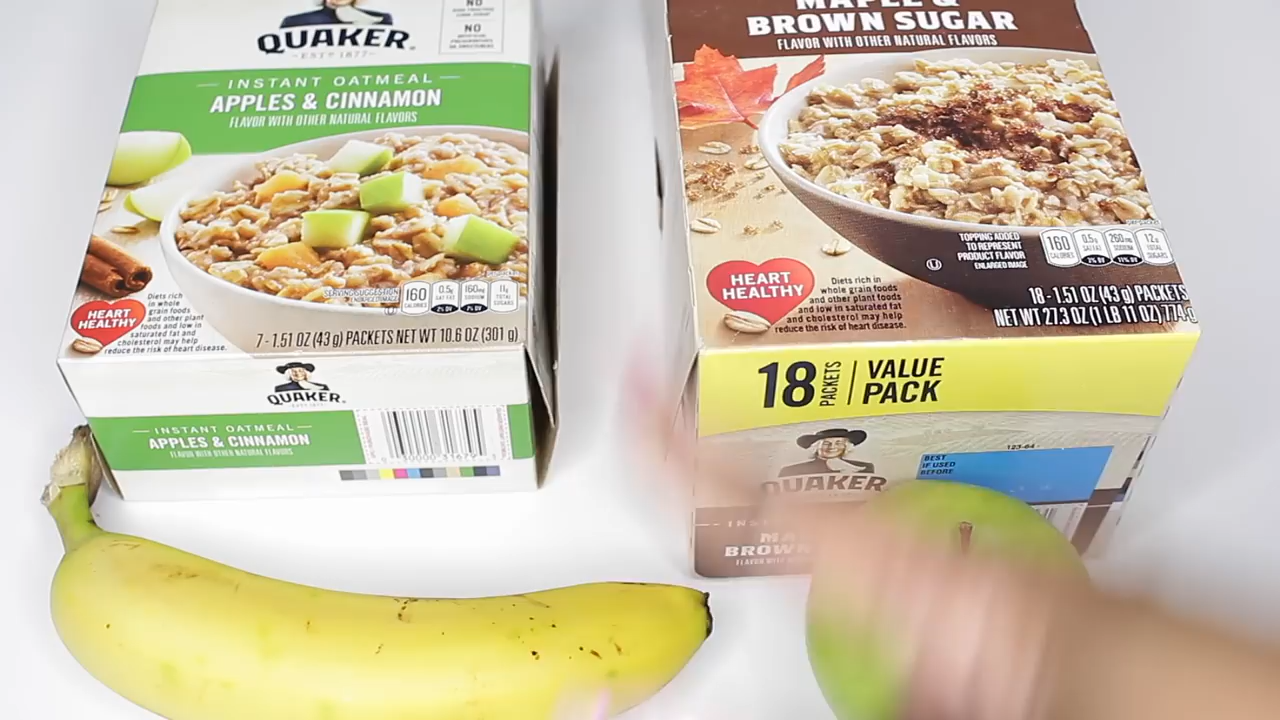 QUAKER
EST° 1877
INSTANT OATMEAL
APPLES & CINNAMON
FLAVOR WITH OTHER NATURAL FLAVORS
NO
NO
SERVING SUGGESTION
160 CALORIES
0.5g SAT FAT
160mg SODIUM
11g TOTAL SUGARS
HEART
HEALTHY
Diets rich
in whole
grain foods
and other plant
foods and low in
saturated fat and
cholesterol may help
reduce the risk of heart disease.
7 - 1.51 OZ (43 g) PACKETS NET WT 10.6 OZ (301 g)
QUAKER
INSTANT OATMEAL
APPLES & CINNAMON
FLAVOR WITH OTHER NATURAL FLAVORS
MAPLE &
BROWN SUGAR
FLAVOR WITH OTHER NATURAL FLAVORS
TOPPING ADDED
TO REPRESENT
PRODUCT FLAVOR
ENLARGED IMAGE
160 CALORIES
0.5g SAT FAT
260mg SODIUM
12g TOTAL SUGARS
HEART
HEALTHY
Diets rich in
whole grain foods
and other plant foods
and low in saturated fat
and cholesterol may help
reduce the risk of heart disease.
18 - 1.51 OZ (43 g) PACKETS
NET WT 27.3 OZ (1 LB 11 OZ) 774 g
18 PACKETS
VALUE
PACK
QUAKER
BEST
IF USED
BEFORE
BROWN